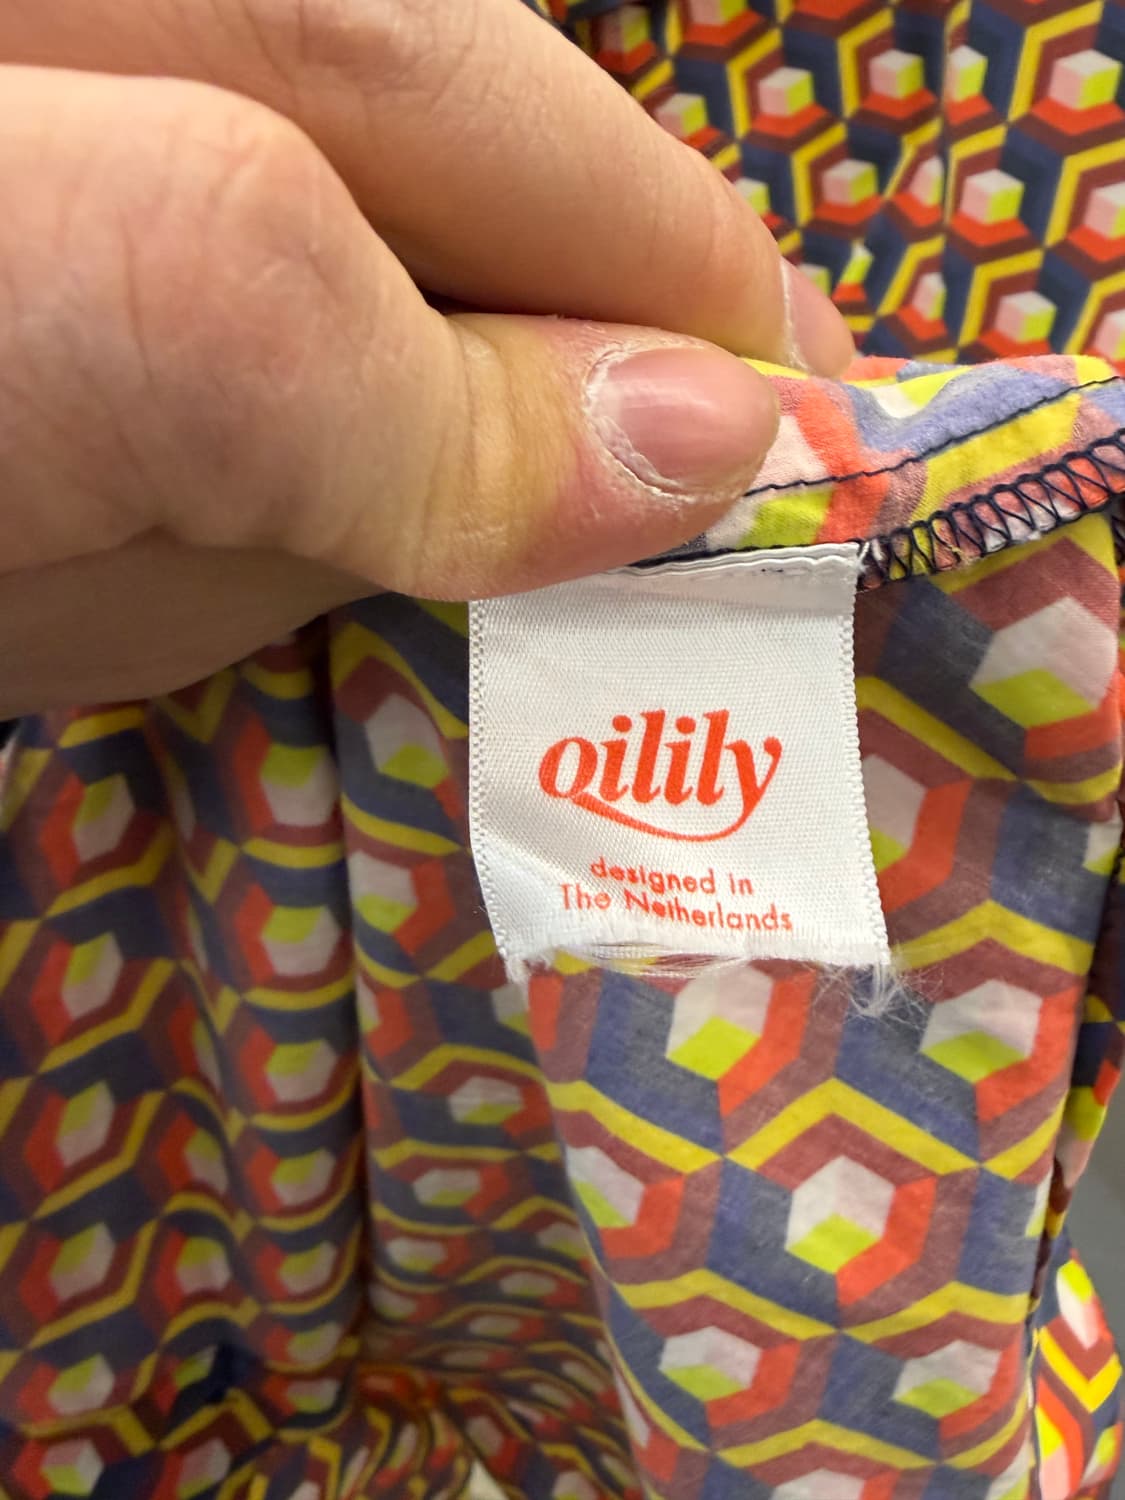 oilily
designed in
The Netherlands